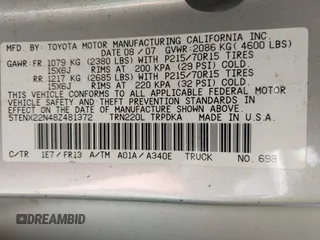 MFD. BY: TOYOTA MOTOR MANUFACTURING CALIFORNIA INC.
DATE 08 / 07 GVWR: 2086 KG ( 4600 LBS)
GAWR: FR. 1079 KG (2380 LBS) WITH P215/70R15 TIRES
15X6J RIMS AT 200 KPA (29 PSI) COLD
RR. 1217 KG (2685 LBS) WITH P215/70R15 TIRES
15X6J RIMS AT 220 KPA (32 PSI) COLD
THIS VEHICLE CONFORMS TO ALL APPLICABLE FEDERAL MOTOR
VEHICLE SAFETY STANDARDS IN EFFECT ON THE DATE OF
MANUFACTURE SHOWN ABOVE.
5TENX22N48Z481372 TRN220L TRPDKA MADE IN U.S.A.
C/TR 1E7/FR13 A/TM A01A/A340E TRUCK NO. 698
DREAMBID